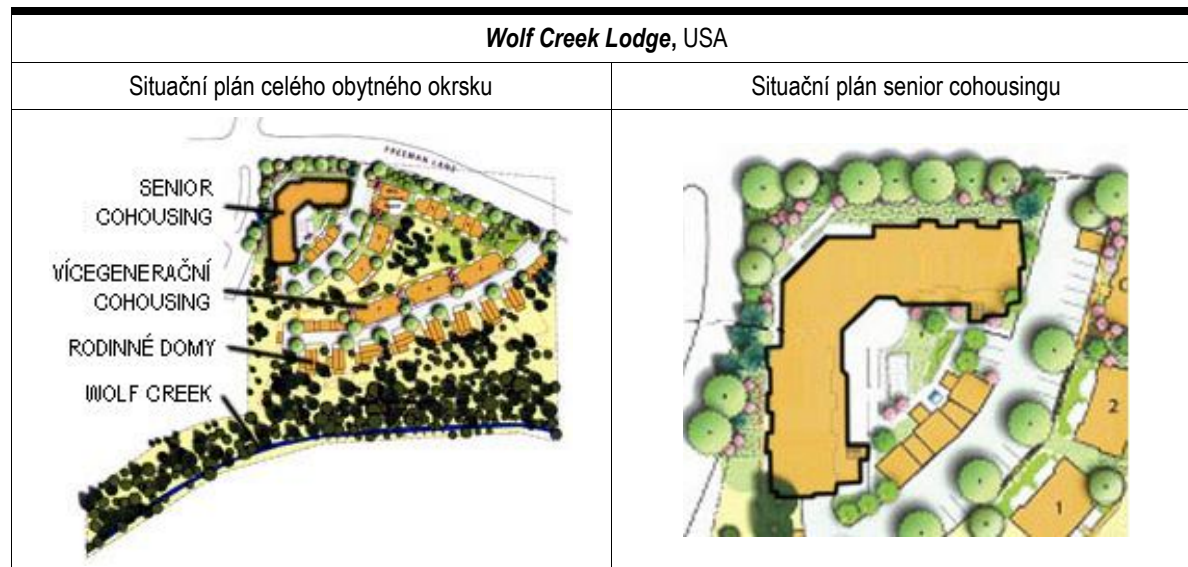 Wolf Creek Lodge, USA
Situační plán celého obytného okrsku
Situační plán senior cohousingu
FREEMAN LANE
SENIOR
COHOUSING
VÍCEGENERAČNÍ
COHOUSING
RODINNÉ DOMY
WOLF CREEK
C
2
1